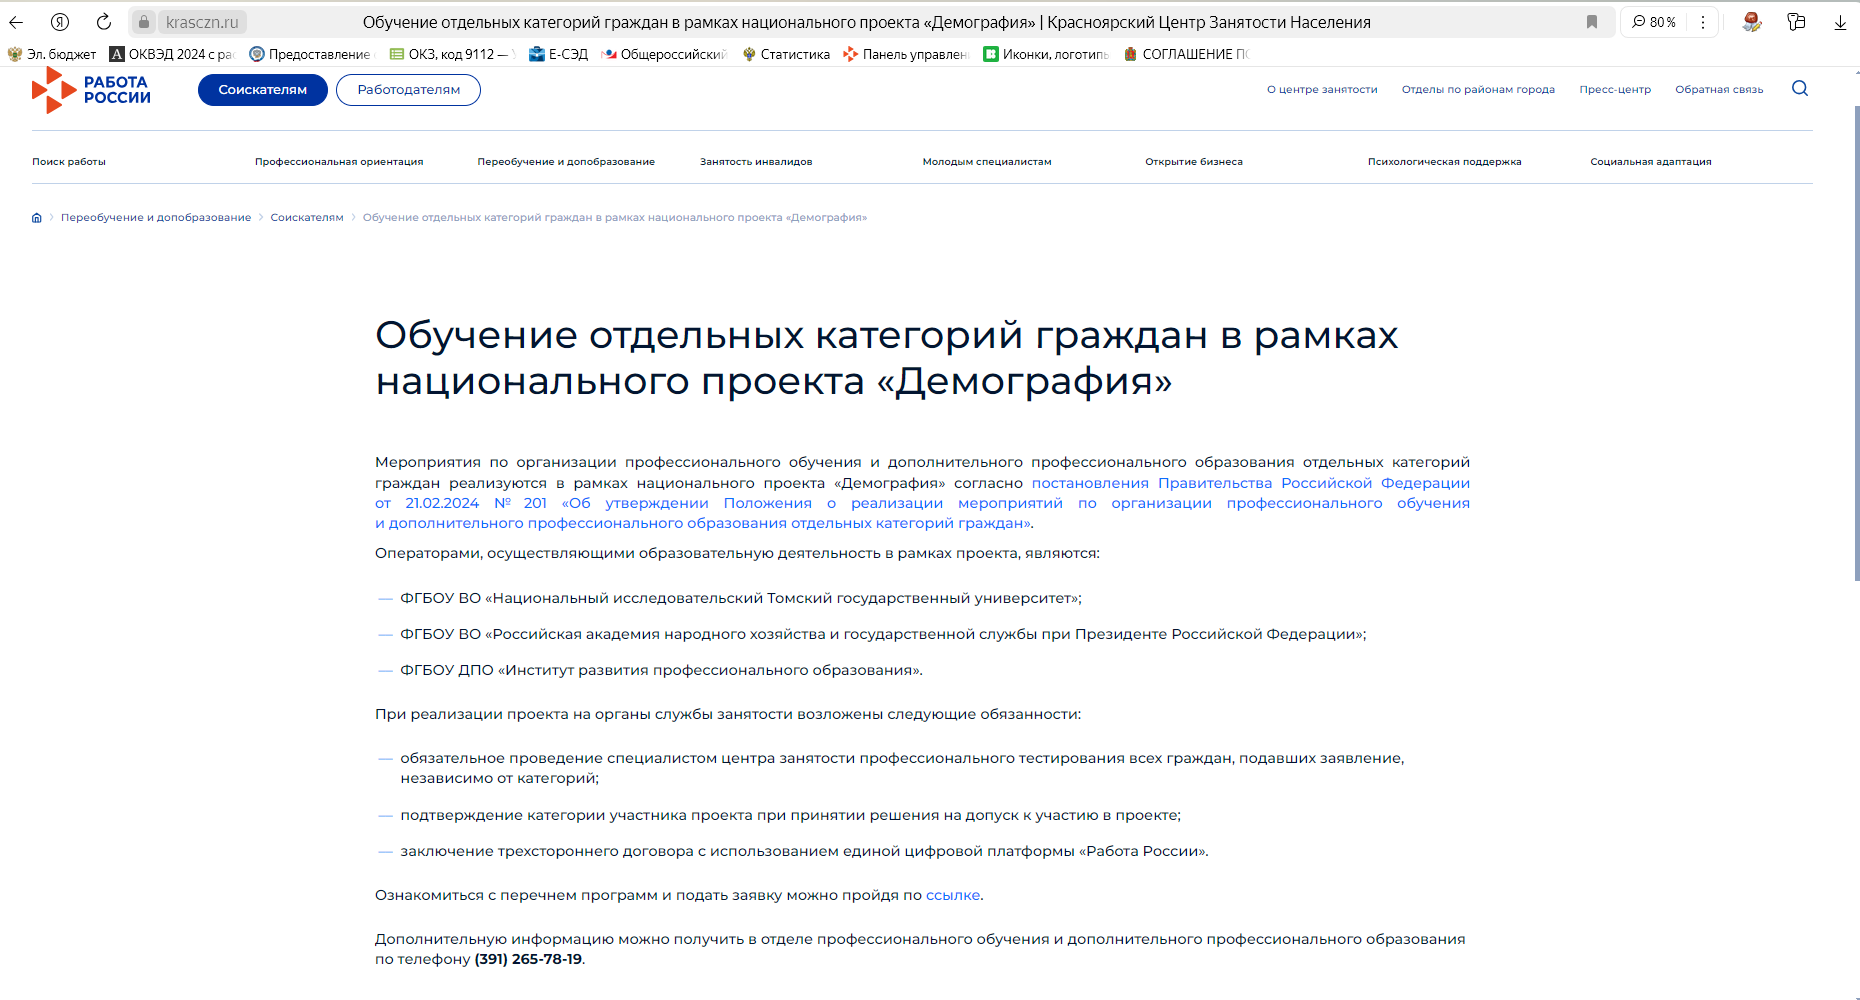 krasczn.ru
Обучение отдельных категорий граждан в рамках национального проекта «Демография» | Красноярский Центр Занятости Населения
80 %
Эл. бюджет
ОКВЭД 2024 с рас
Предоставление
ОКЗ, код 9112 —
Е-СЭД
Общероссийский
Статистика
Панель управлен
Иконки, логотипь
СОГЛАШЕНИЕ ПО
РАБОТА
РОССИИ
Соискателям
Работодателям
О центре занятости
Отделы по районам города
Пресс-центр
Обратная связь
Поиск работы
Профессиональная ориентация
Переобучение и допобразование
Занятость инвалидов
Молодым специалистам
Открытие бизнеса
Психологическая поддержка
Социальная адаптация
Переобучение и допобразование > Соискателям > Обучение отдельных категорий граждан в рамках национального проекта «Демография»
Обучение отдельных категорий граждан в рамках
национального проекта «Демография»
Мероприятия по организации профессионального обучения и дополнительного профессионального образования отдельных категорий
граждан реализуются в рамках национального проекта «Демография» согласно постановления Правительства Российской Федерации
от 21.02.2024 № 201 «Об утверждении Положения о реализации мероприятий по организации профессионального обучения
и дополнительного профессионального образования отдельных категорий граждан».
Операторами, осуществляющими образовательную деятельность в рамках проекта, являются:
— ФГБОУ ВО «Национальный исследовательский Томский государственный университет»;
— ФГБОУ ВО «Российская академия народного хозяйства и государственной службы при Президенте Российской Федерации»;
— ФГБОУ ДПО «Институт развития профессионального образования».
При реализации проекта на органы службы занятости возложены следующие обязанности:
— обязательное проведение специалистом центра занятости профессионального тестирования всех граждан, подавших заявление,
независимо от категорий;
— подтверждение категории участника проекта при принятии решения на допуск к участию в проекте;
— заключение трехстороннего договора с использованием единой цифровой платформы «Работа России».
Ознакомиться с перечнем программ и подать заявку можно пройдя по ссылке.
Дополнительную информацию можно получить в отделе профессионального обучения и дополнительного профессионального образования
по телефону (391) 265-78-19.